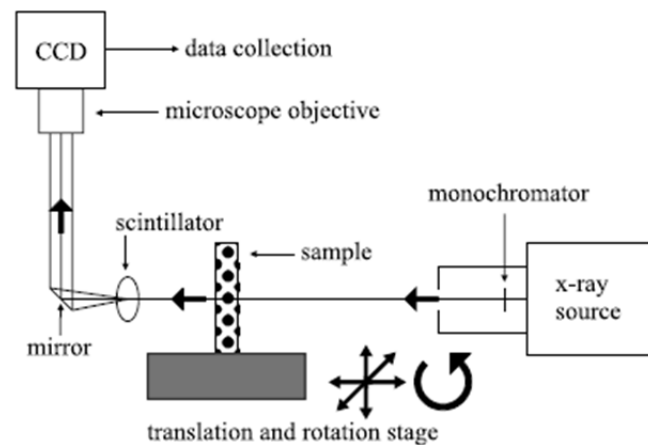 CCD
data collection
microscope objective
monochromator
scintillator
sample
x-ray
source
mirror
translation and rotation stage